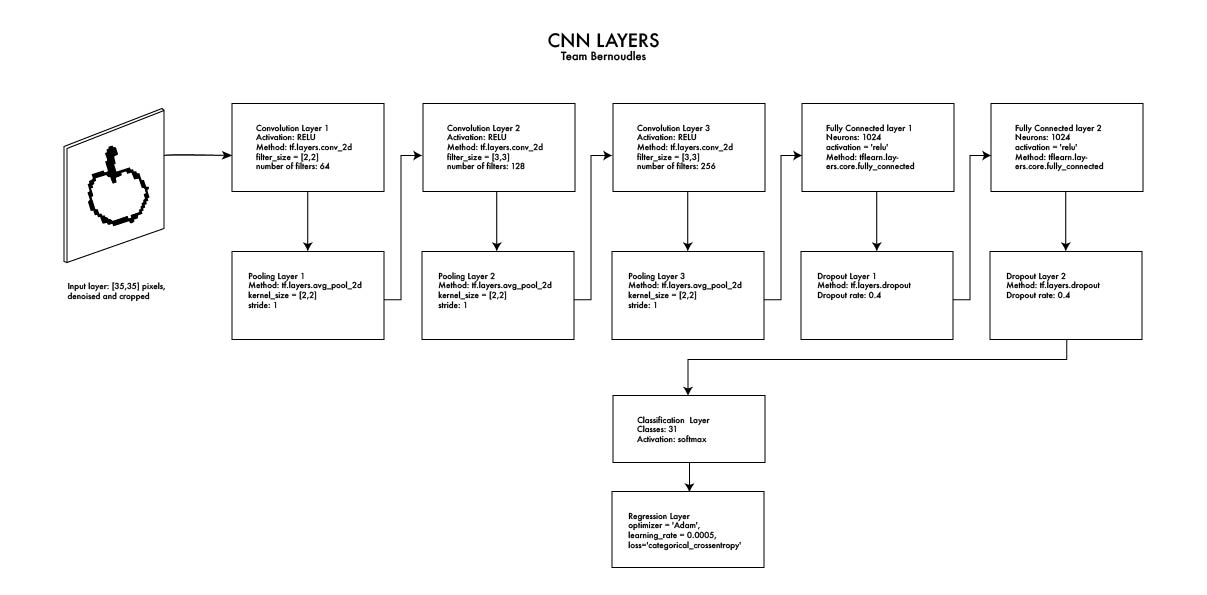 CNN LAYERS
Team Bernoudles
Convolution Layer 1
Activation: RELU
Method: tf.layers.conv_2d
filter_size = [2,2]
number of filters: 64
Convolution Layer 2
Activation: RELU
Method: tf.layers.conv_2d
filter_size = [3,3]
number of filters: 128
Convolution Layer 3
Activation: RELU
Method: tf.layers.conv_2d
filter_size = [3,3]
number of filters: 256
Fully Connected layer 1
Neurons: 1024
activation = 'relu'
Method: tflearn.lay-
ers.core.fully_connected
Fully Connected layer 2
Neurons: 1024
activation = 'relu'
Method: tflearn.lay-
ers.core.fully_connected
Input layer: [35,35] pixels,
denoised and cropped
Pooling Layer 1
Method: tf.layers.avg_pool_2d
kernel_size = [2,2]
stride: 1
Pooling Layer 2
Method: tf.layers.avg_pool_2d
kernel_size = [2,2]
stride: 1
Pooling Layer 3
Method: tf.layers.avg_pool_2d
kernel_size = [2,2]
stride: 1
Dropout Layer 1
Method: tf.layers.dropout
Dropout rate: 0.4
Dropout Layer 2
Method: tf.layers.dropout
Dropout rate: 0.4
Classification Layer
Classes: 31
Activation: softmax
Regression Layer
optimizer = 'Adam',
learning_rate = 0.0005,
loss='categorical_crossentropy'